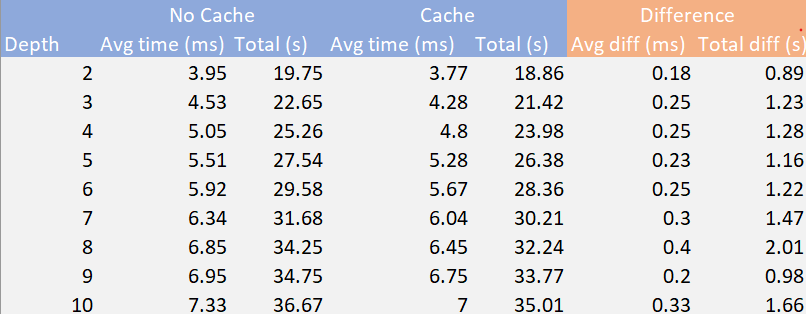 No Cache Cache Difference
Depth Avg time (ms) Total (s) Avg time (ms) Total (s) Avg diff (ms) Total diff (s)
2 3.95 19.75 3.77 18.86 0.18 0.89
3 4.53 22.65 4.28 21.42 0.25 1.23
4 5.05 25.26 4.8 23.98 0.25 1.28
5 5.51 27.54 5.28 26.38 0.23 1.16
6 5.92 29.58 5.67 28.36 0.25 1.22
7 6.34 31.68 6.04 30.21 0.3 1.47
8 6.85 34.25 6.45 32.24 0.4 2.01
9 6.95 34.75 6.75 33.77 0.2 0.98
10 7.33 36.67 7 35.01 0.33 1.66